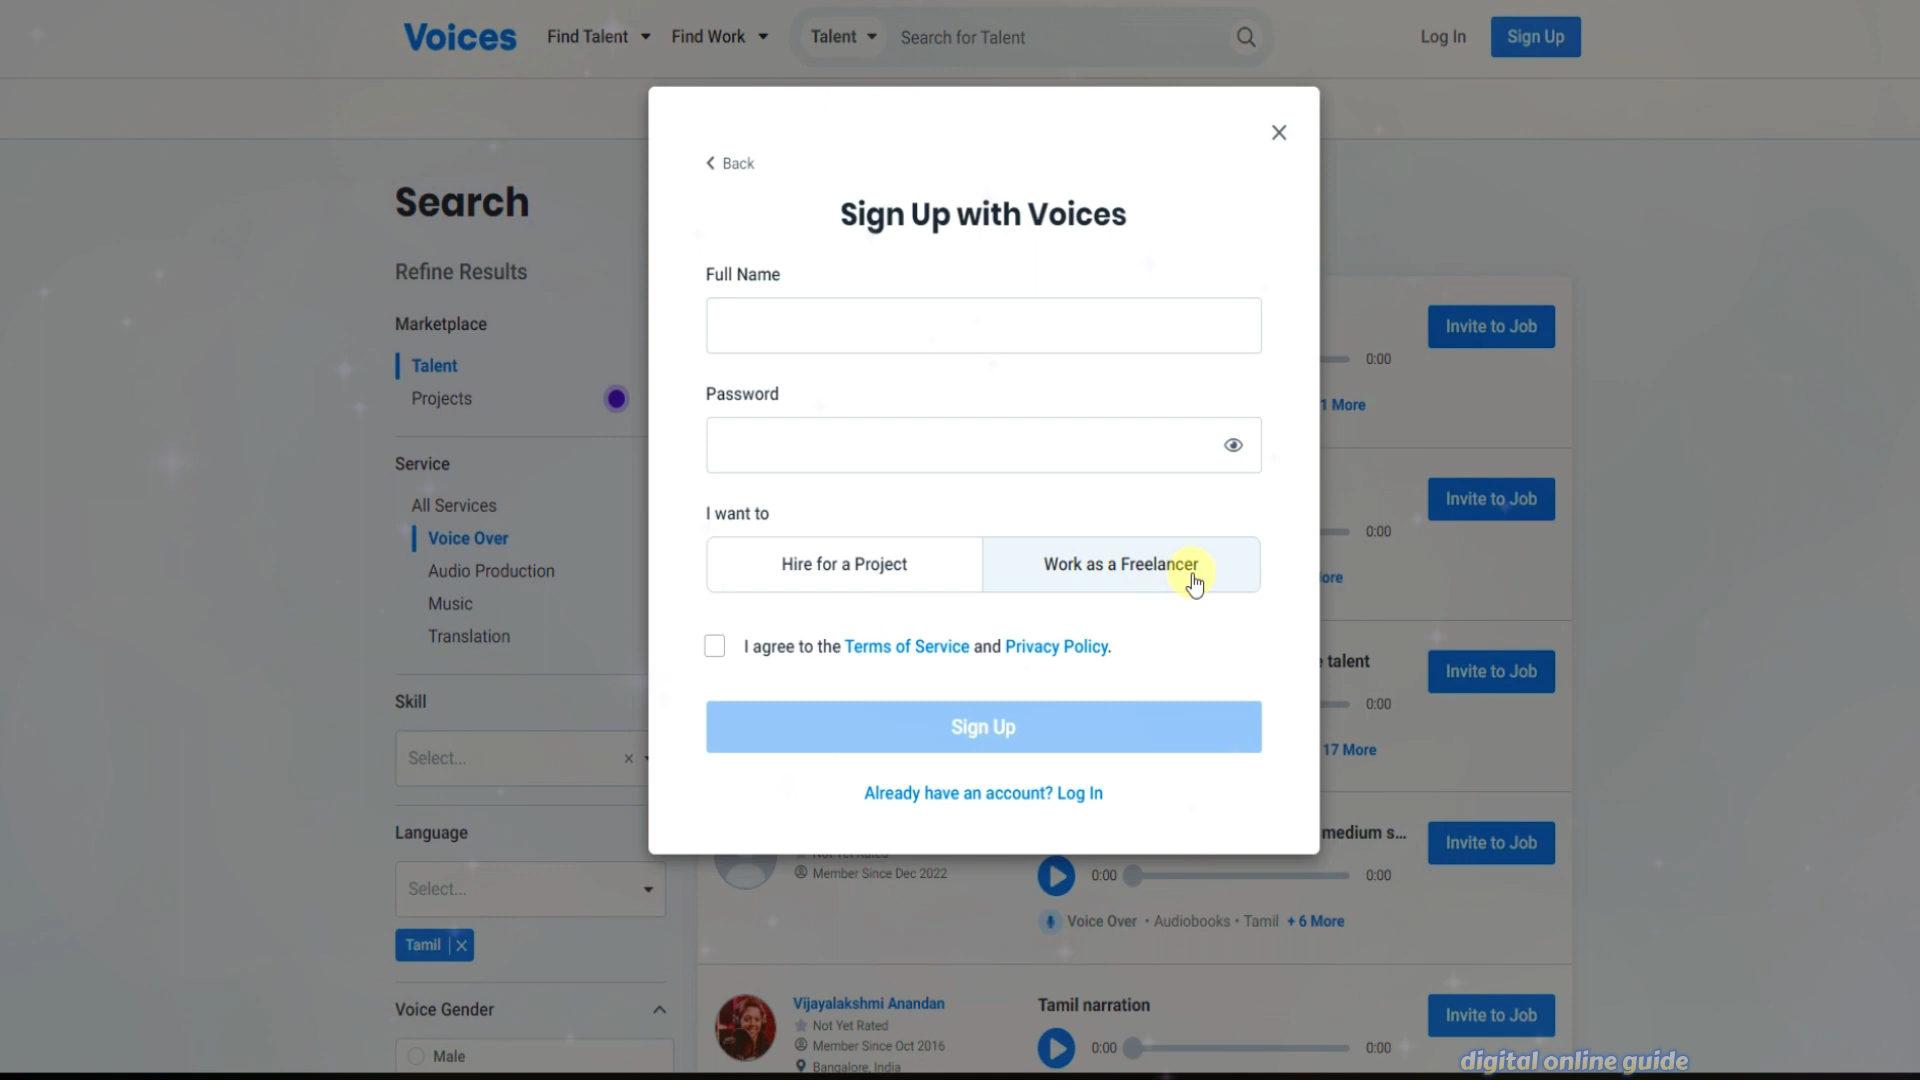 Voices
Find Talent
Find Work
Talent
Search for Talent
Log In
Sign Up
Search
Refine Results
Marketplace
Talent
Projects
Service
All Services
Voice Over
Audio Production
Music
Translation
Skill
Select...
Language
Select...
Tamil
Voice Gender
Male
Back
Sign Up with Voices
Full Name
Password
I want to
Hire for a Project
Work as a Freelancer
I agree to the Terms of Service and Privacy Policy.
Sign Up
Already have an account? Log In
Invite to Job
0:00
1 More
Invite to Job
0:00
talent
Invite to Job
0:00
17 More
medium s...
Invite to Job
Member Since Dec 2022
0:00
0:00
Voice Over • Audiobooks • Tamil + 6 More
Vijayalakshmi Anandan
Not Yet Rated
Member Since Oct 2016
Bangalore, India
Tamil narration
0:00
0:00
Invite to Job
digital online guide